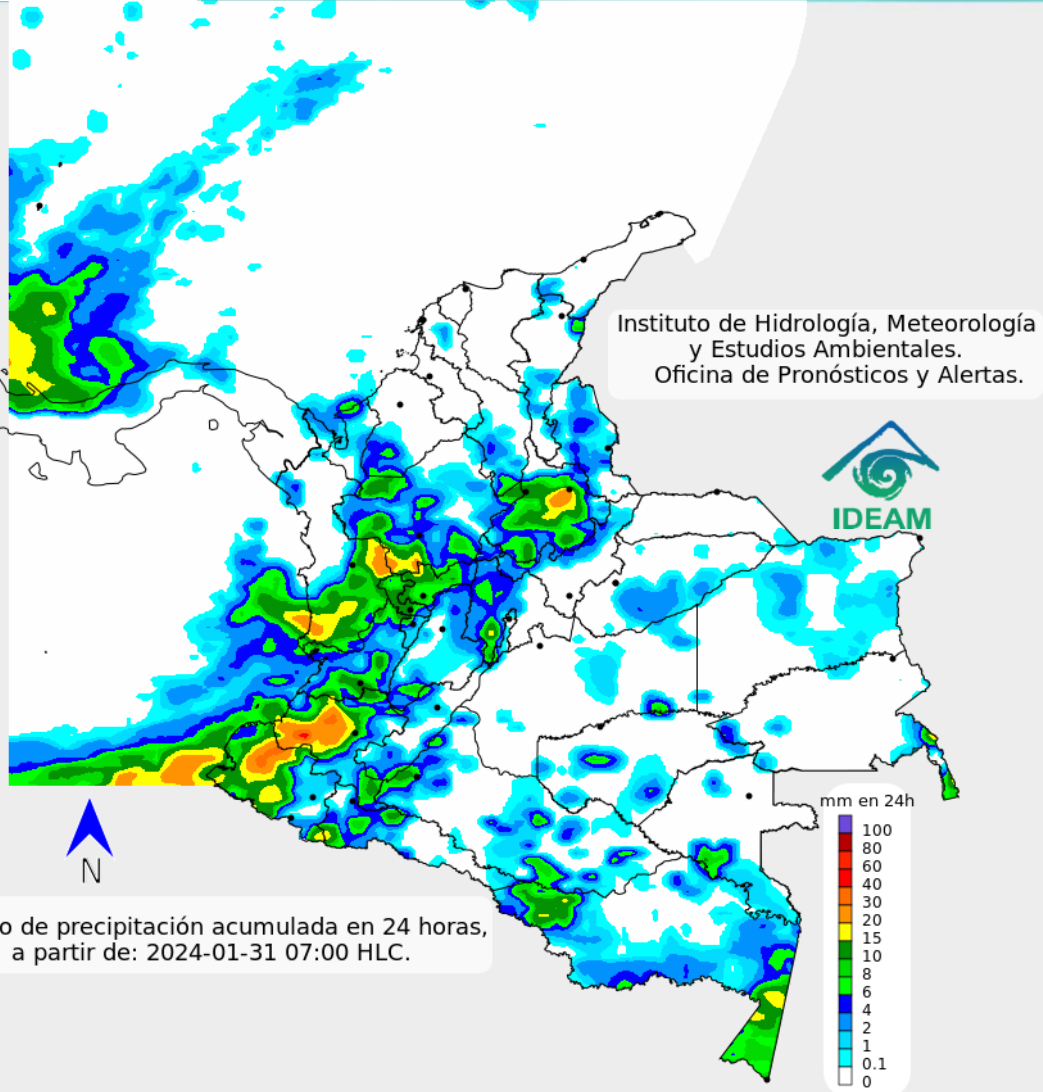 Instituto de Hidrología, Meteorología
y Estudios Ambientales.
Oficina de Pronósticos y Alertas.
IDEAM
mm en 24h
100
80
60
40
30
20
15
10
8
6
4
2
1
0.1
0
N
o de precipitación acumulada en 24 horas,
a partir de: 2024-01-31 07:00 HLC.